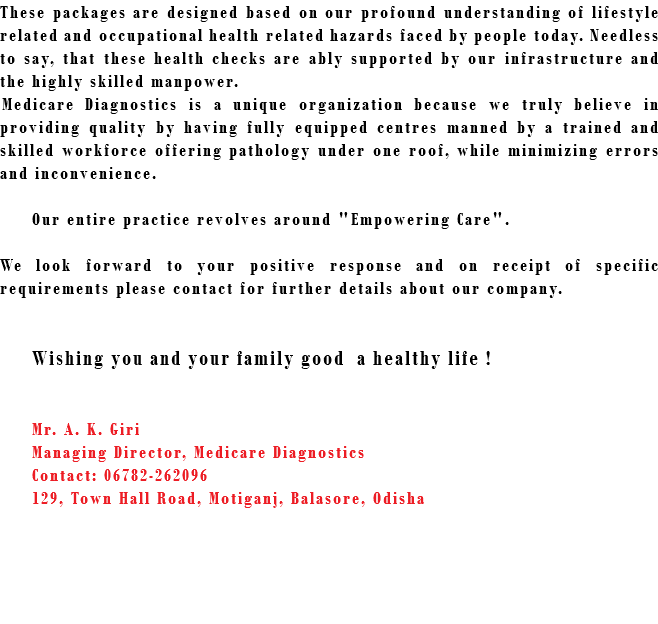 These packages are designed based on our profound understanding of lifestyle
related and occupational health related hazards faced by people today. Needless
to say, that these health checks are ably supported by our infrastructure and
the highly skilled manpower.
Medicare Diagnostics is a unique organization because we truly believe in
providing quality by having fully equipped centres manned by a trained and
skilled workforce offering pathology under one roof, while minimizing errors
and inconvenience.
Our entire practice revolves around "Empowering Care".
We look forward to your positive response and on receipt of specific
requirements please contact for further details about our company.
Wishing you and your family good a healthy life !
Mr. A. K. Giri
Managing Director, Medicare Diagnostics
Contact: 06782-262096
129, Town Hall Road, Motiganj, Balasore, Odisha